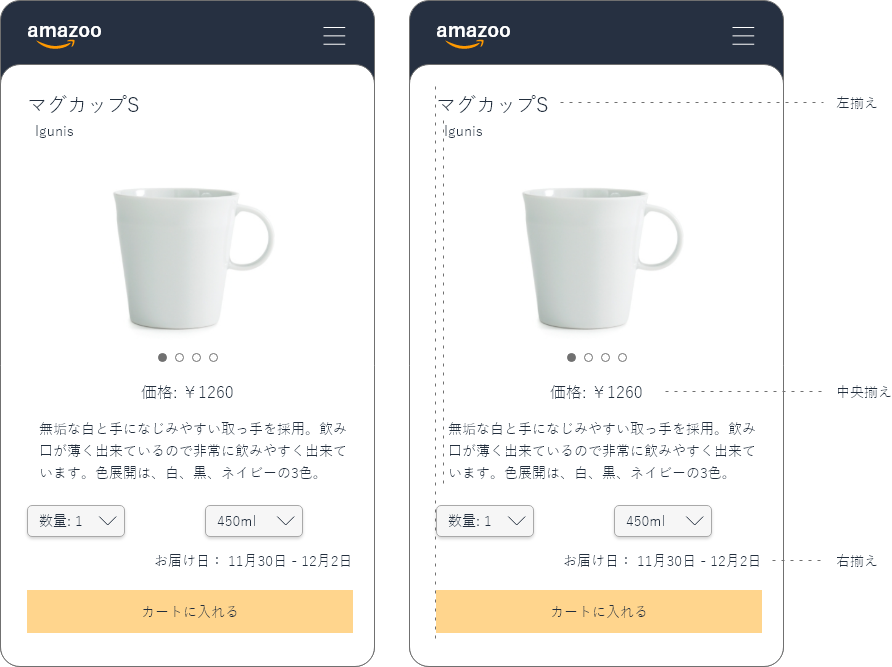 amazoo
マグカップS
Igunis
価格: ￥1260
無垢な白と手になじみやすい取っ手を採用。飲み
口が薄く出来ているので非常に飲みやすく出来て
います。色展開は、白、黒、ネイビーの3色。
数量: 1
450ml
お届け日： 11月30日 - 12月2日
カートに入れる
amazoo
マグカップS
左揃え
Igunis
価格: ￥1260
中央揃え
無垢な白と手になじみやすい取っ手を採用。飲み
口が薄く出来ているので非常に飲みやすく出来て
います。色展開は、白、黒、ネイビーの3色。
数量: 1
450ml
お届け日： 11月30日 - 12月2日
右揃え
カートに入れる